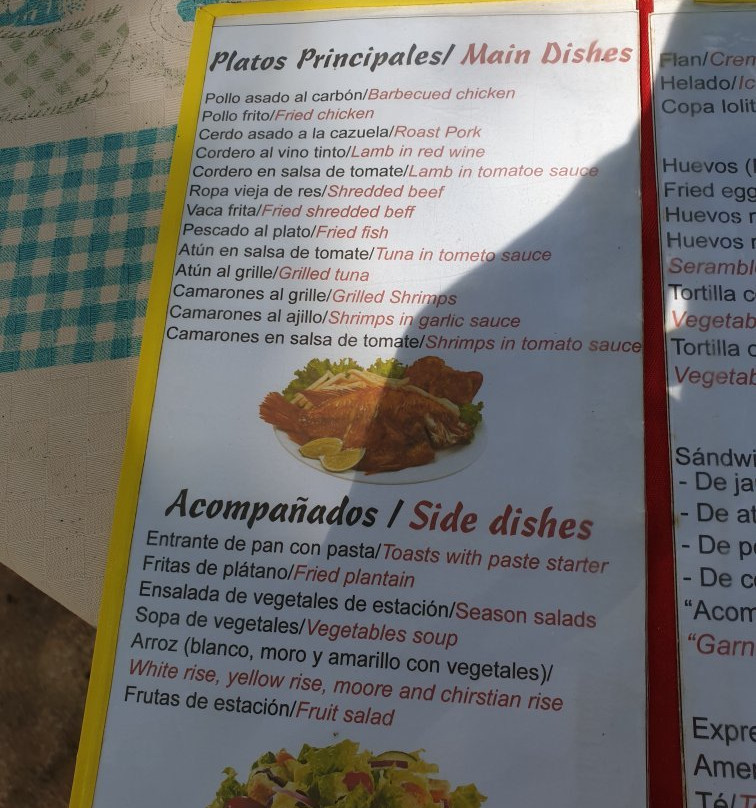 Platos Principales/ Main Dishes
Pollo asado al carbón/Barbecued chicken
Pollo frito/Fried chicken
Cerdo asado a la cazuela/Roast Pork
Cordero al vino tinto/Lamb in red wine
Cordero en salsa de tomate/Lamb in tomatoe sauce
Ropa vieja de res/Shredded beef
Vaca frita/Fried shredded beff
Pescado al plato/Fried fish
Atún en salsa de tomate/Tuna in tometo sauce
Atún al grille/Grilled tuna
Camarones al grille/Grilled Shrimps
Camarones al ajillo/Shrimps in garlic sauce
Camarones en salsa de tomate/Shrimps in tomato sauce
Acompañados / Side dishes
Entrante de pan con pasta/Toasts with paste starter
Fritas de plátano/Fried plantain
Ensalada de vegetales de estación/Season salads
Sopa de vegetales/Vegetables soup
Arroz (blanco, moro y amarillo con vegetales)/
White rise, yellow rise, moore and chirstian rise
Frutas de estación/Fruit salad
Flan/Crem
Helado/Ic
Copa lolit
Huevos (
Fried egg
Huevos r
Huevos r
Serambl
Tortilla c
Vegetab
Tortilla c
Vegetab
Sándwi
- De ja
- De at
- De p
- De c
"Acom
"Garn
Expre
Amer
Té/T